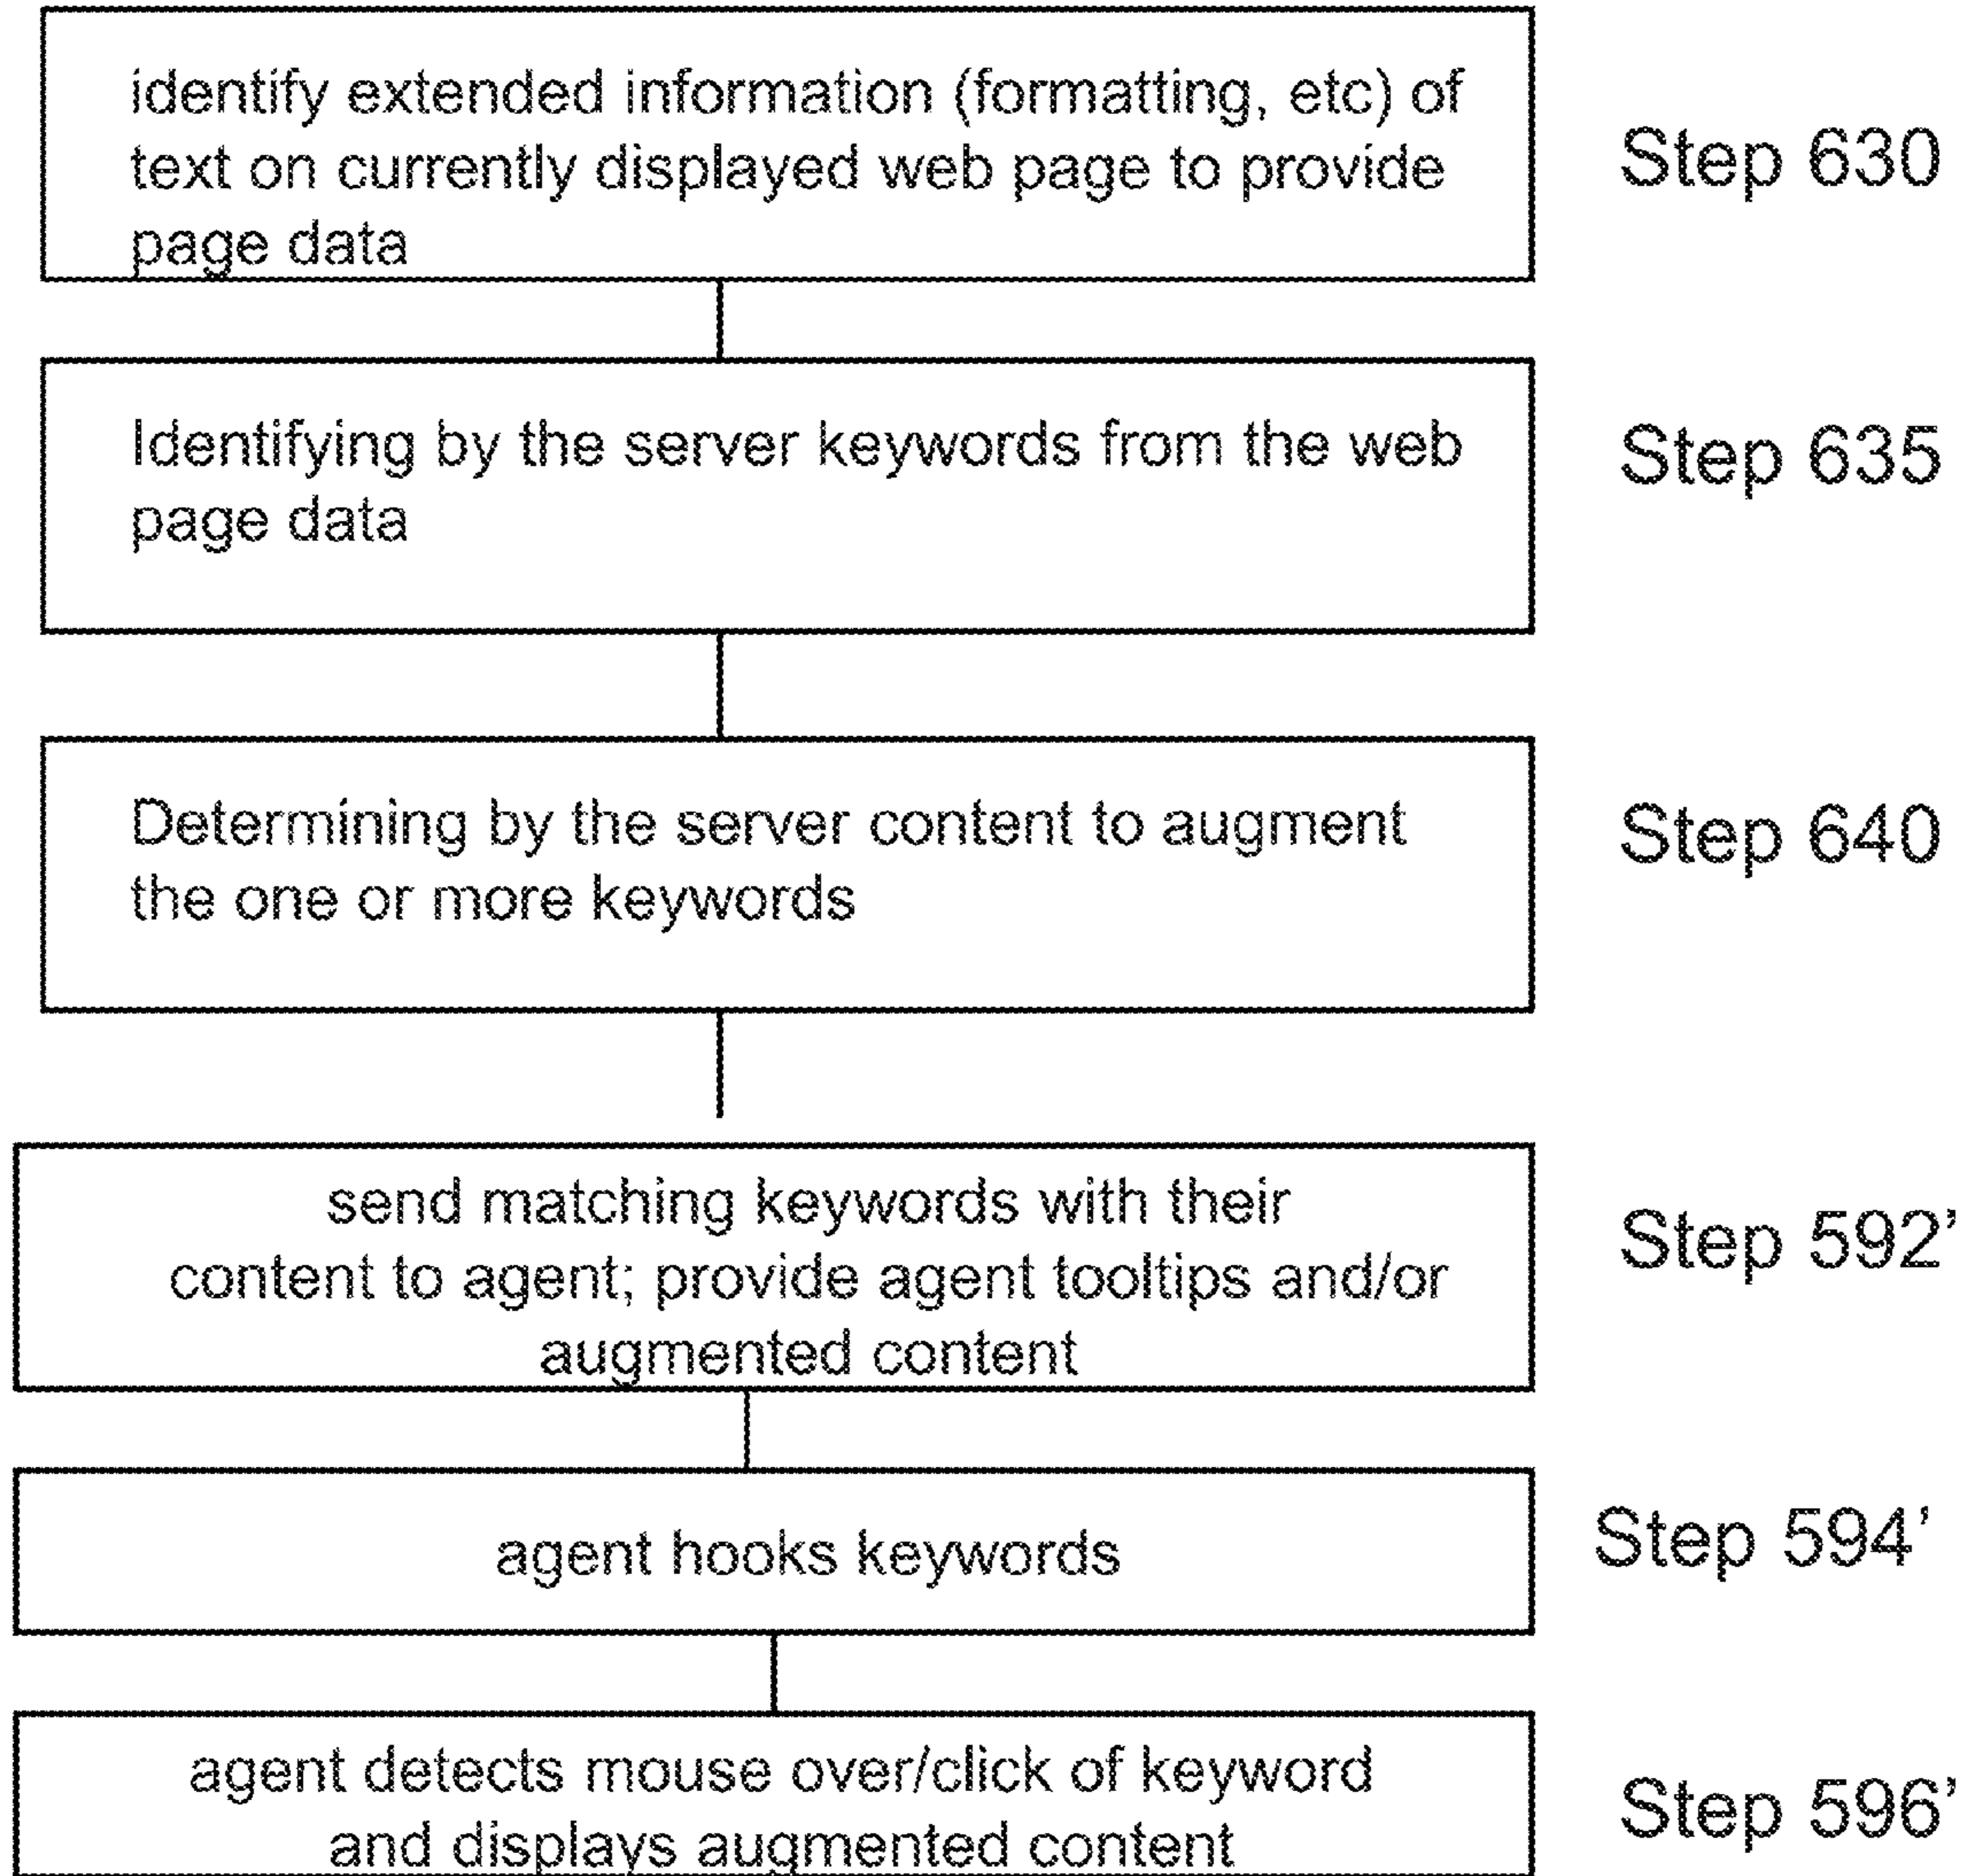 identify extended information (formatting, etc) of
text on currently displayed web page to provide
page data
Step 630
Identifying by the server keywords from the web
page data
Step 635
Determining by the server content to augment
the one or more keywords
Step 640
send matching keywords with their
content to agent; provide agent tooltips and/or
augmented content
Step 592’
agent hooks keywords
Step 594’
agent detects mouse over/click of keyword
and displays augmented content
Step 596’